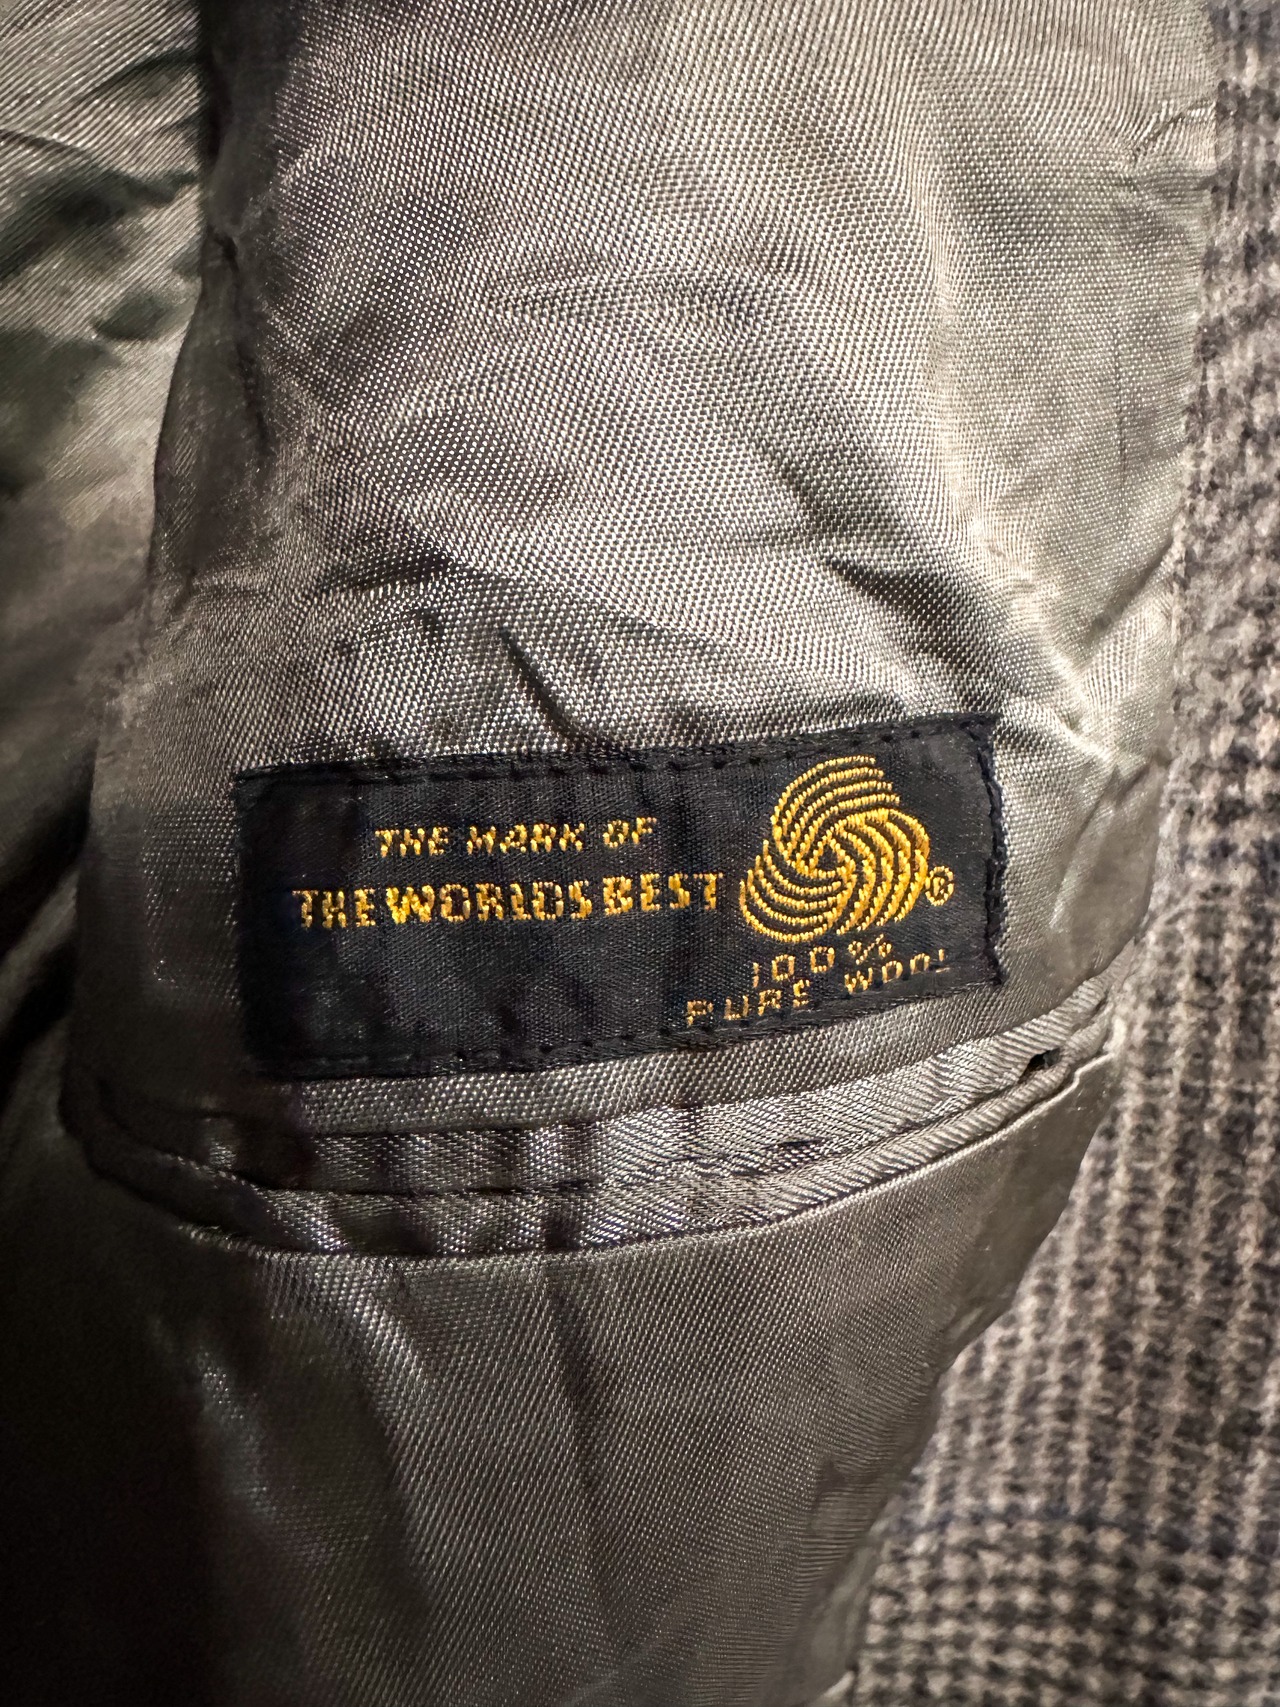 THE MARK OF
THE WORLDS BEST
®
100%
PURE WOOL